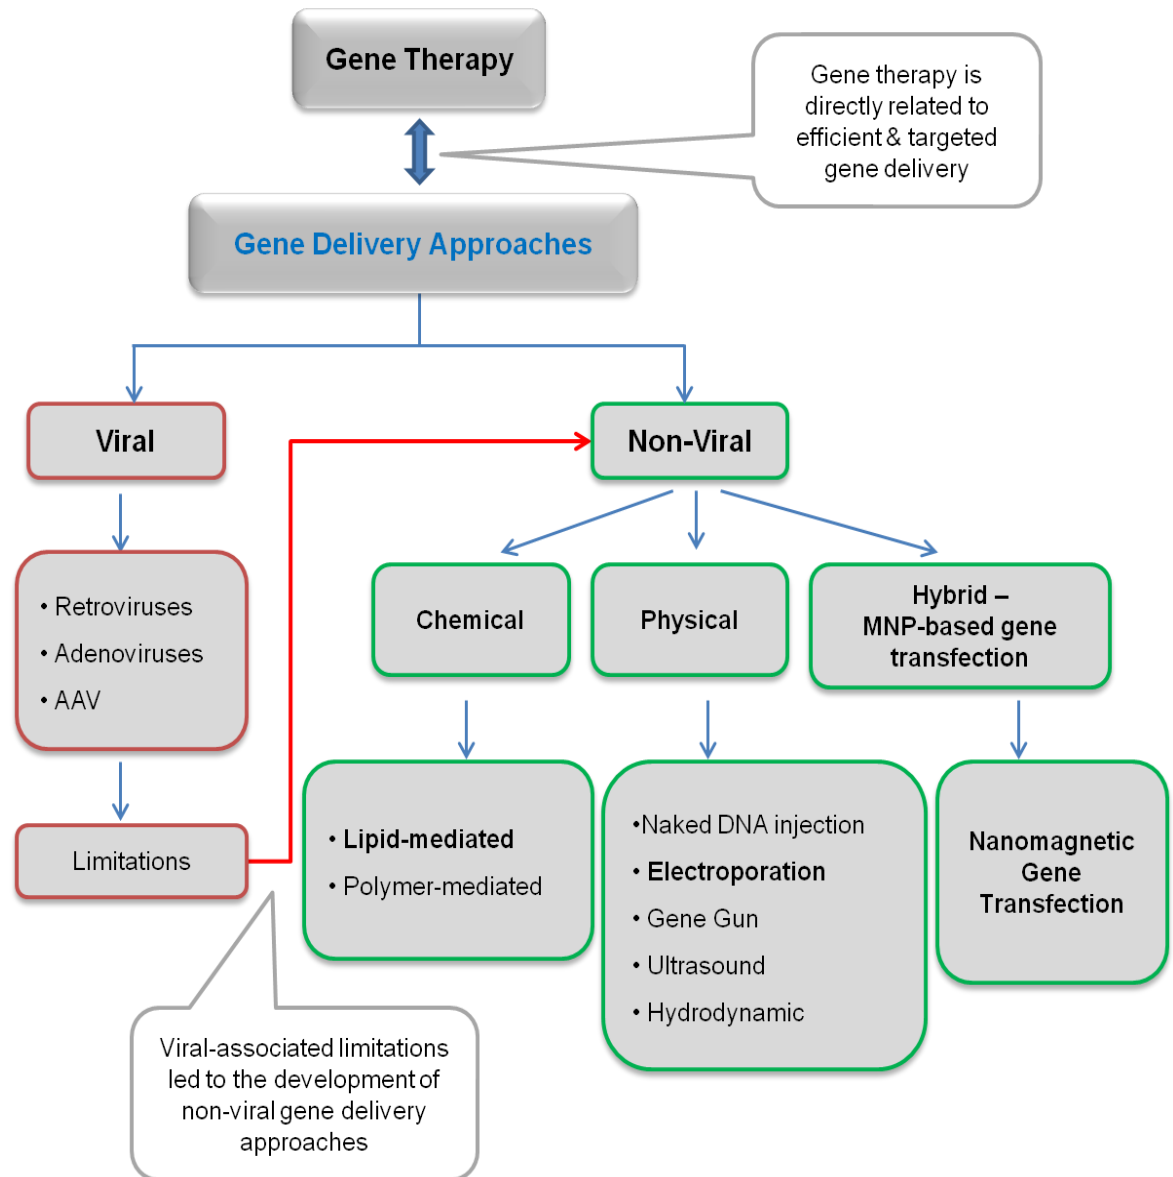 Gene Therapy
Gene therapy is
directly related to
efficient & targeted
gene delivery
Gene Delivery Approaches
Viral
Non-Viral
• Retroviruses
• Adenoviruses
• AAV
Chemical
Physical
Hybrid –
MNP-based gene
transfection
Limitations
• Lipid-mediated
• Polymer-mediated
•Naked DNA injection
• Electroporation
• Gene Gun
• Ultrasound
• Hydrodynamic
Nanomagnetic
Gene
Transfection
Viral-associated limitations
led to the development of
non-viral gene delivery
approaches